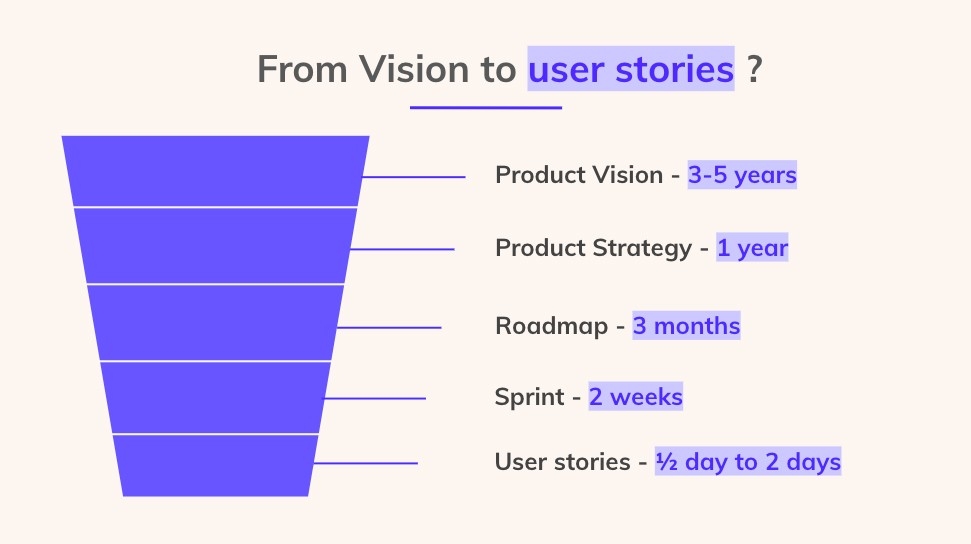 From Vision to user stories ?
Product Vision - 3-5 years
Product Strategy - 1 year
Roadmap - 3 months
Sprint - 2 weeks
User stories - ½ day to 2 days